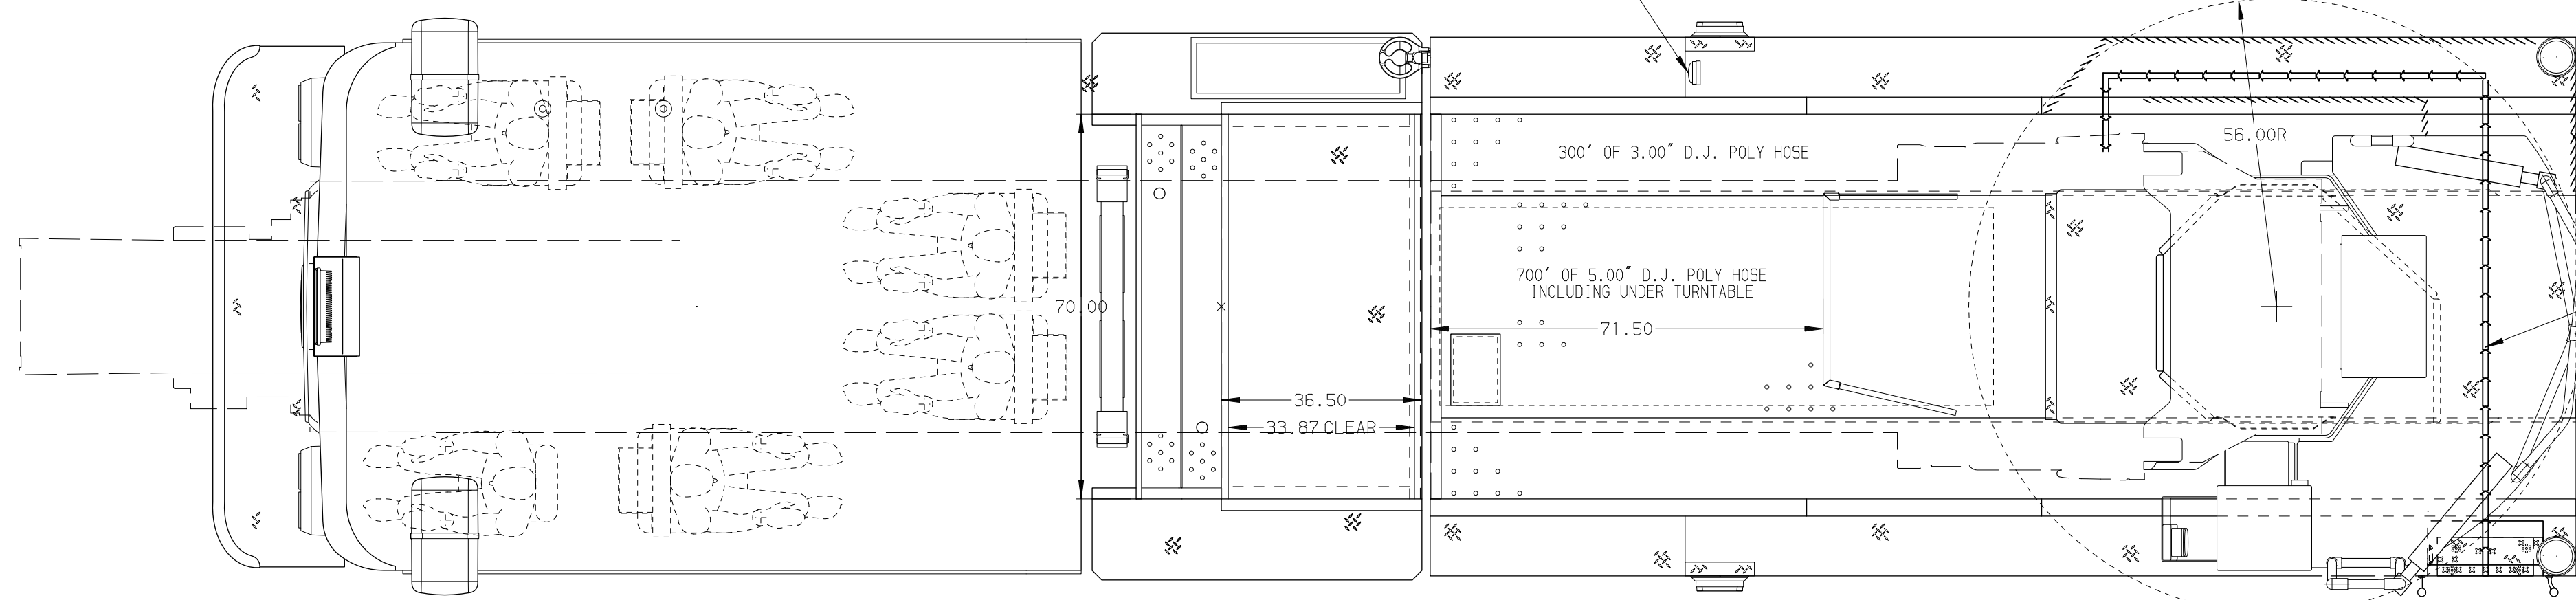 56.00R
300' OF 3.00" D.J. POLY HOSE
700' OF 5.00" D.J. POLY HOSE
INCLUDING UNDER TURNTABLE
70.00
71.50
36.50
33.87 CLEAR